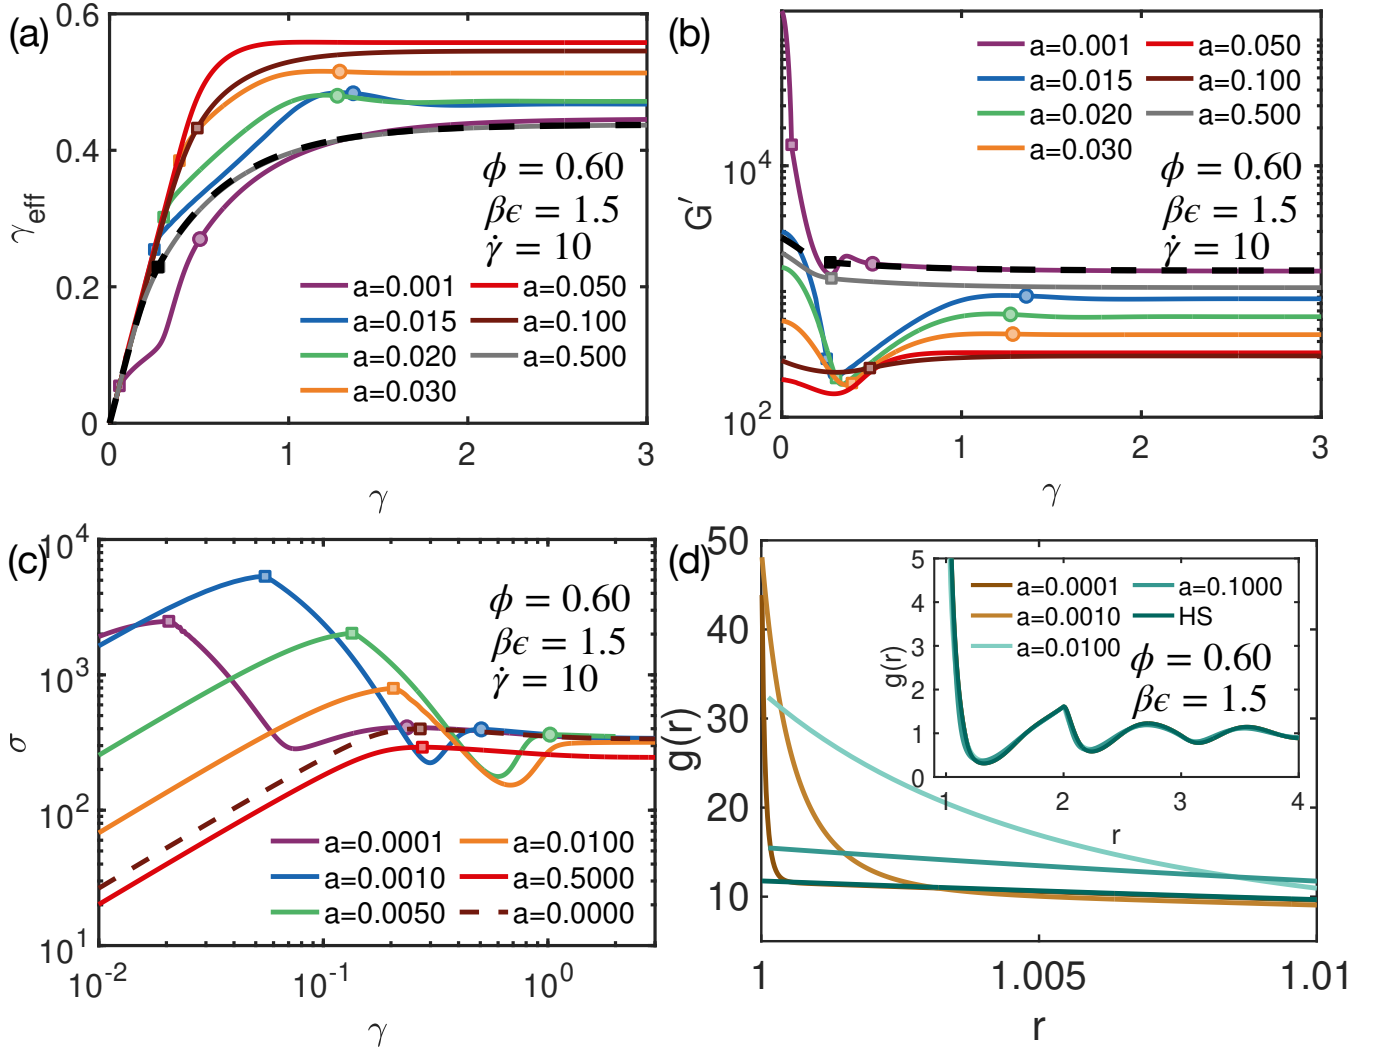 (a)
0.6
0.4
0.2
0
γ_eff
0 1 2 3
γ
ϕ = 0.60
βϵ = 1.5
γ̇ = 10
a=0.001 a=0.050
a=0.015 a=0.100
a=0.020 a=0.500
a=0.030
(b)
10^4
10^2
G′
0 1 2 3
γ
a=0.001 a=0.050
a=0.015 a=0.100
a=0.020 a=0.500
a=0.030
ϕ = 0.60
βϵ = 1.5
γ̇ = 10
(c)
10^4
10^3
10^2
10^1
σ
10^-2 10^-1 10^0
γ
ϕ = 0.60
βϵ = 1.5
γ̇ = 10
a=0.0001 a=0.0100
a=0.0010 a=0.5000
a=0.0050 a=0.0000
(d)
50
40
30
20
10
g(r)
1 1.005 1.01
r
5
4
3
2
1
0
g(r)
1 2 3 4
r
a=0.0001 a=0.1000
a=0.0010 HS
a=0.0100
ϕ = 0.60
βϵ = 1.5